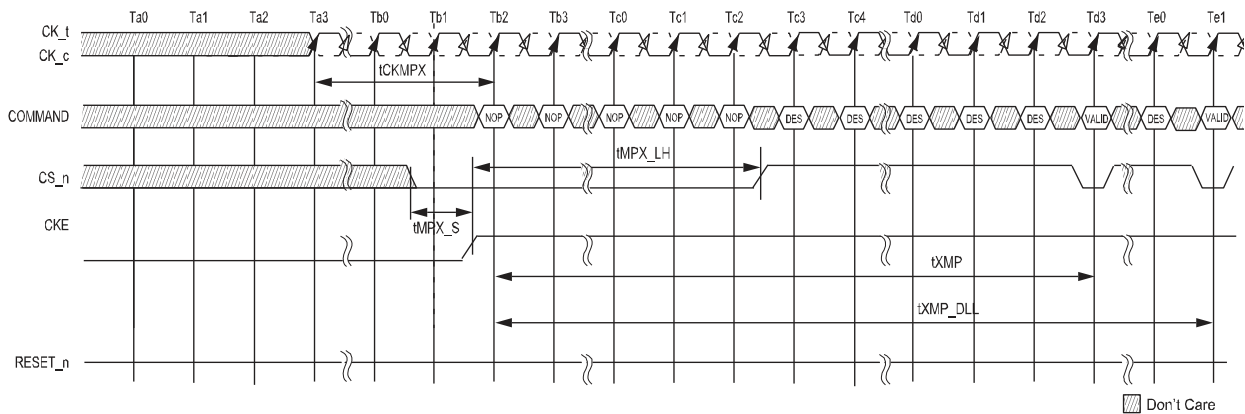 Ta0 Ta1 Ta2 Ta3 Tb0 Tb1 Tb2 Tb3 Tc0 Tc1 Tc2 Tc3 Tc4 Td0 Td1 Td2 Td3 Te0 Te1
CK_t
CK_c
tCKMPX
COMMAND NOP NOP NOP NOP NOP DES DES DES DES DES VALID DES VALID
tMPX_LH
CS_n
tMPX_S
CKE
tXMP
tXMP_DLL
RESET_n
Don't Care